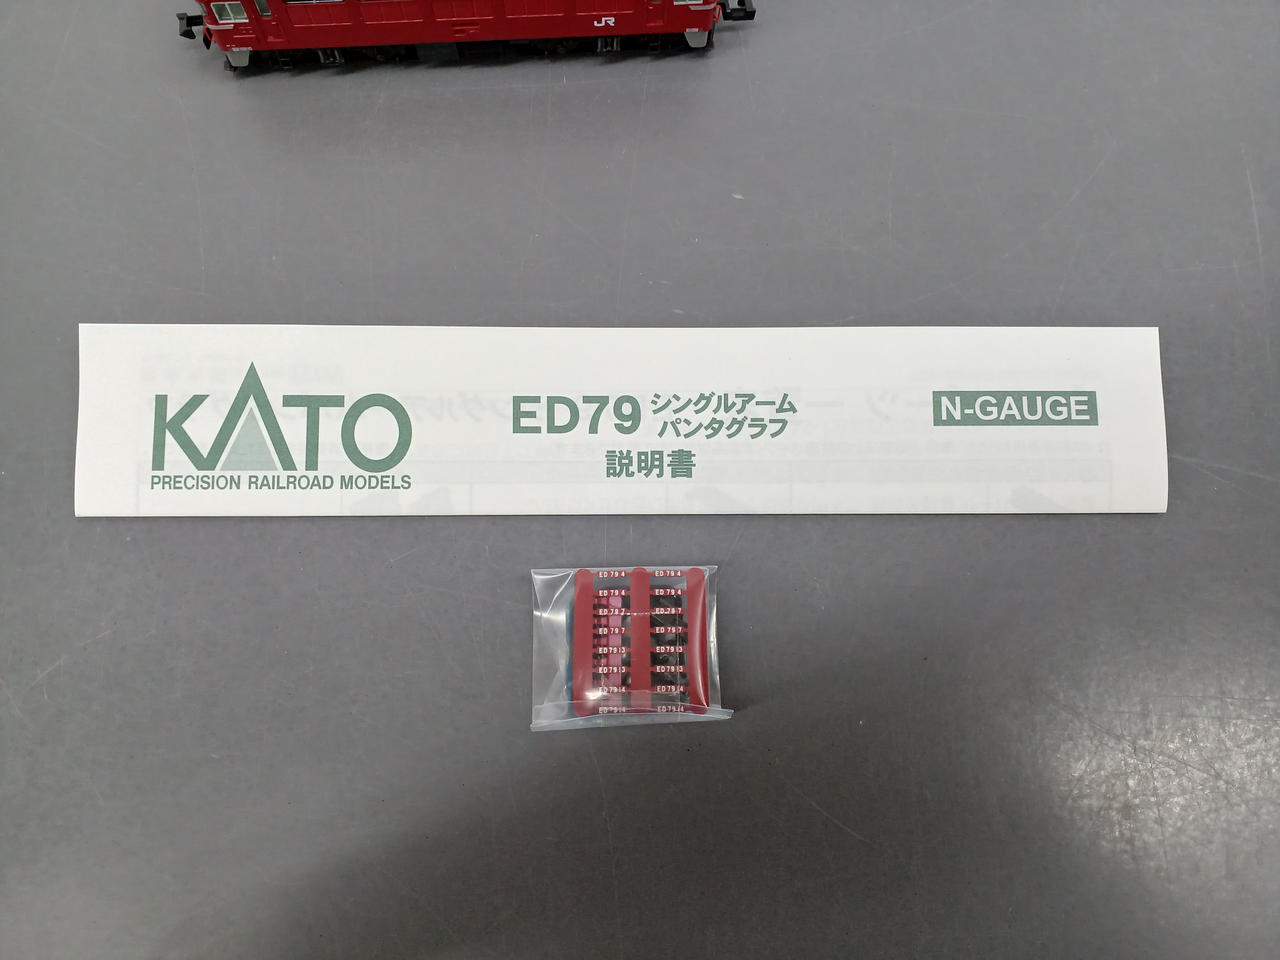 JR
KATO
PRECISION RAILROAD MODELS
ED79 シングルアーム
パンタグラフ
説明書
N-GAUGE
ED79 4 ED79 4
ED79 4 ED79 4
ED79 7 ED79 7
ED79 7 ED79 7
ED79 13 ED79 13
ED79 13 ED79 13
ED79 14 ED79 14
ED79 14 ED79 14